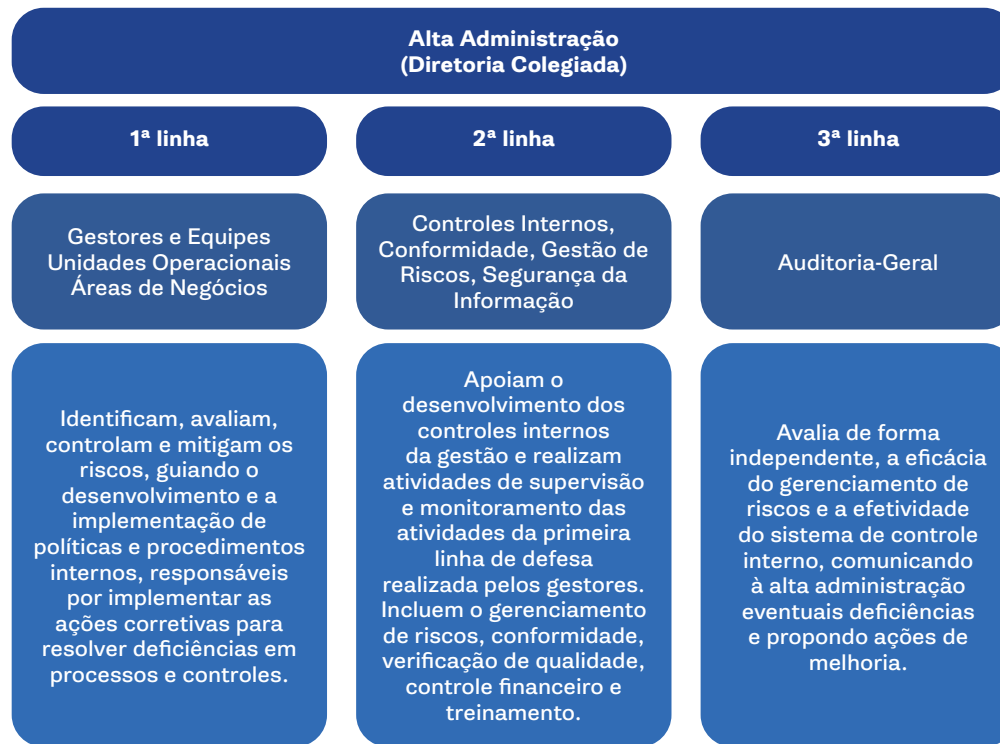 Alta Administração
(Diretoria Colegiada)
1ª linha
2ª linha
3ª linha
Gestores e Equipes
Unidades Operacionais
Áreas de Negócios
Controles Internos,
Conformidade, Gestão de
Riscos, Segurança da
Informação
Auditoria-Geral
Identificam, avaliam,
controlam e mitigam os
riscos, guiando o
desenvolvimento e a
implementação de
políticas e procedimentos
internos, responsáveis
por implementar as
ações corretivas para
resolver deficiências em
processos e controles.
Apoiam o
desenvolvimento dos
controles internos
da gestão e realizam
atividades de supervisão
e monitoramento das
atividades da primeira
linha de defesa
realizada pelos gestores.
Incluem o gerenciamento
de riscos, conformidade,
verificação de qualidade,
controle financeiro e
treinamento.
Avalia de forma
independente, a eficácia
do gerenciamento de
riscos e a efetividade
do sistema de controle
interno, comunicando
à alta administração
eventuais deficiências
e propondo ações de
melhoria.